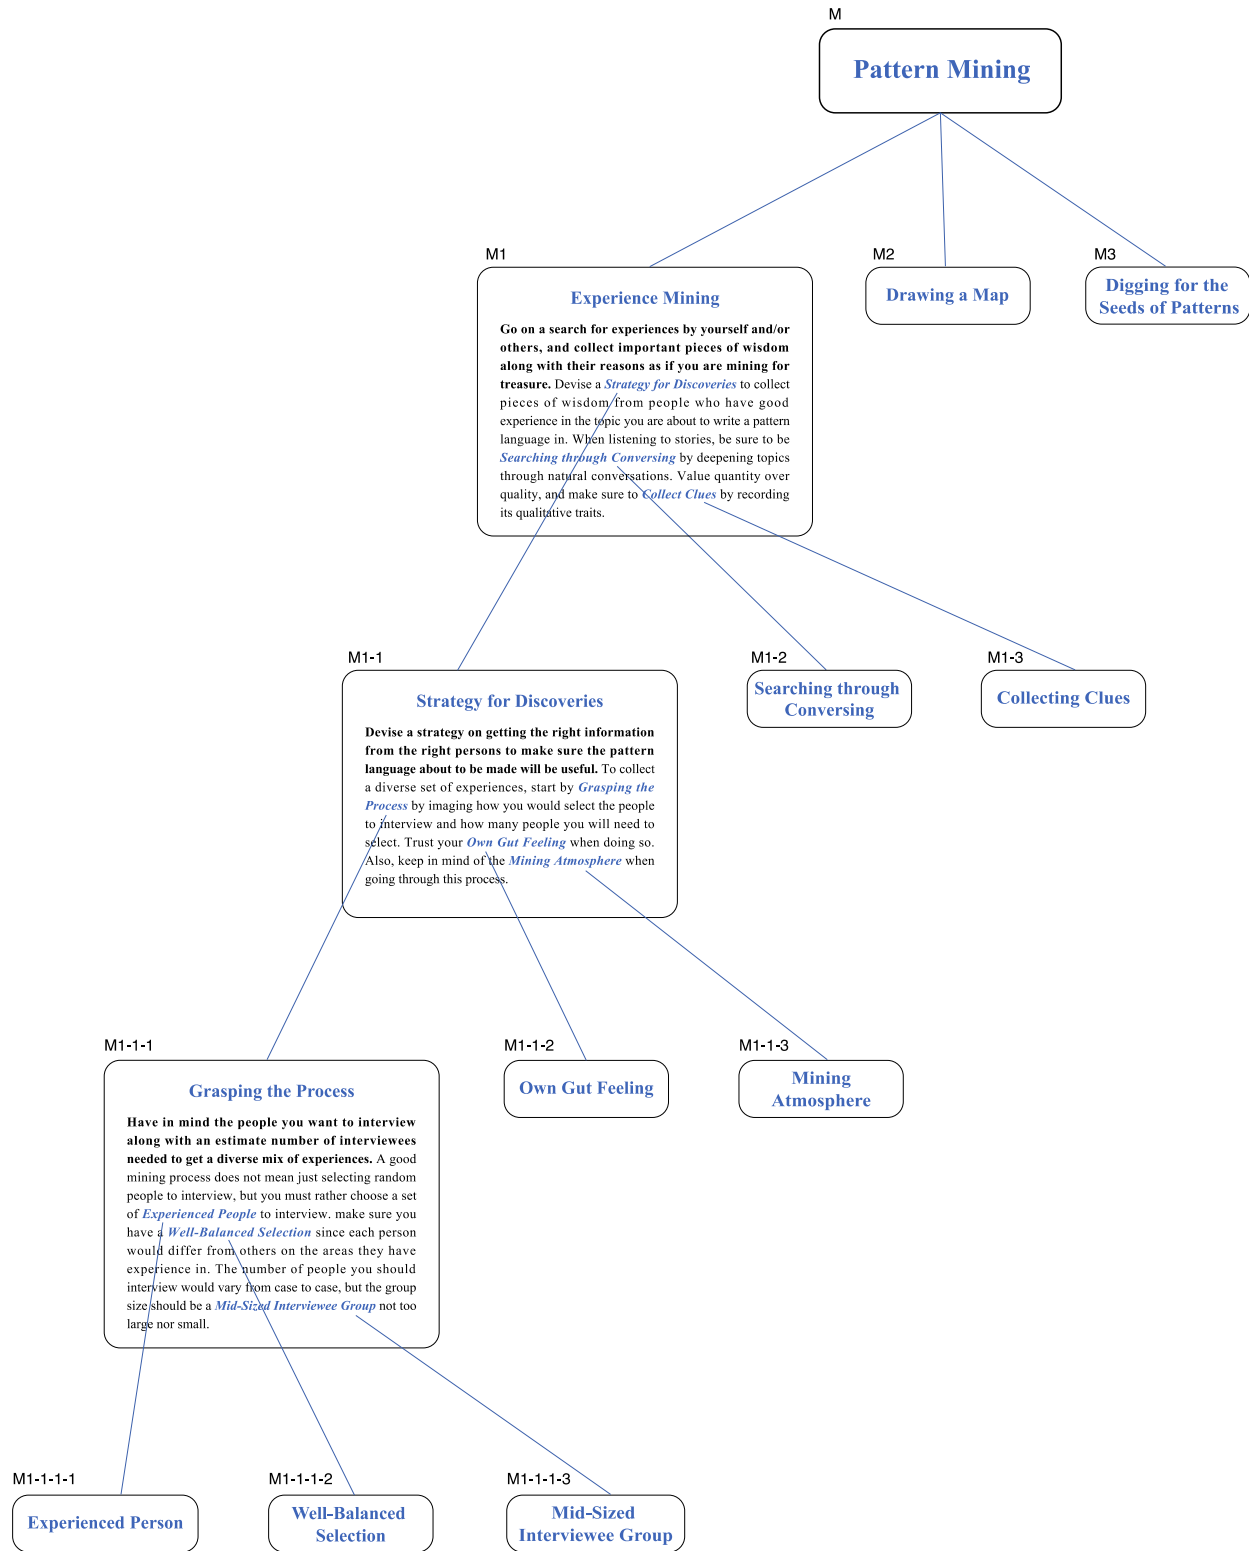 M
Pattern Mining
M1
Experience Mining
Go on a search for experiences by yourself and/or
others, and collect important pieces of wisdom
along with their reasons as if you are mining for
treasure. Devise a Strategy for Discoveries to collect
pieces of wisdom from people who have good
experience in the topic you are about to write a pattern
language in. When listening to stories, be sure to be
Searching through Conversing by deepening topics
through natural conversations. Value quantity over
quality, and make sure to Collect Clues by recording
its qualitative traits.
M2
Drawing a Map
M3
Digging for the
Seeds of Patterns
M1-1
Strategy for Discoveries
Devise a strategy on getting the right information
from the right persons to make sure the pattern
language about to be made will be useful. To collect
a diverse set of experiences, start by Grasping the
Process by imaging how you would select the people
to interview and how many people you will need to
select. Trust your Own Gut Feeling when doing so.
Also, keep in mind of the Mining Atmosphere when
going through this process.
M1-2
Searching through
Conversing
M1-3
Collecting Clues
M1-1-1
Grasping the Process
Have in mind the people you want to interview
along with an estimate number of interviewees
needed to get a diverse mix of experiences. A good
mining process does not mean just selecting random
people to interview, but you must rather choose a set
of Experienced People to interview. make sure you
have a Well-Balanced Selection since each person
would differ from others on the areas they have
experience in. The number of people you should
interview would vary from case to case, but the group
size should be a Mid-Sized Interviewee Group not too
large nor small.
M1-1-2
Own Gut Feeling
M1-1-3
Mining
Atmosphere
M1-1-1-1
Experienced Person
M1-1-1-2
Well-Balanced
Selection
M1-1-1-3
Mid-Sized
Interviewee Group